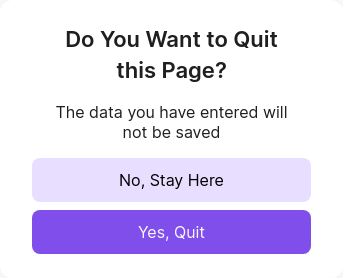 Do You Want to Quit
this Page?
The data you have entered will
not be saved
No, Stay Here
Yes, Quit